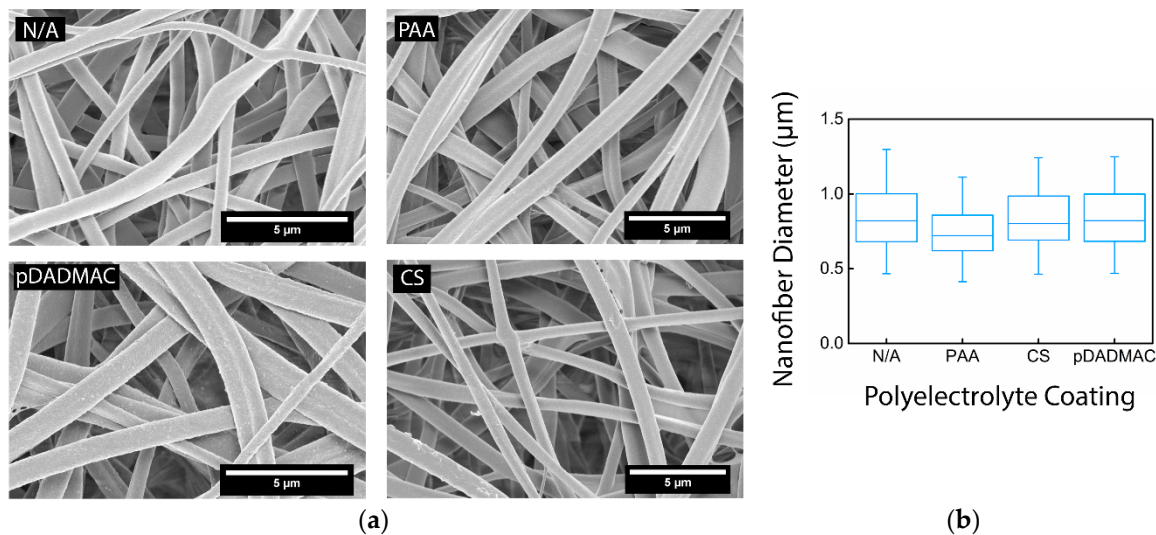 N/A
PAA
5 µm
5 µm
pDADMAC
CS
5 µm
5 µm
(a)
Nanofiber Diameter (µm)
1.5
1.0
0.5
0.0
N/A PAA CS pDADMAC
Polyelectrolyte Coating
(b)